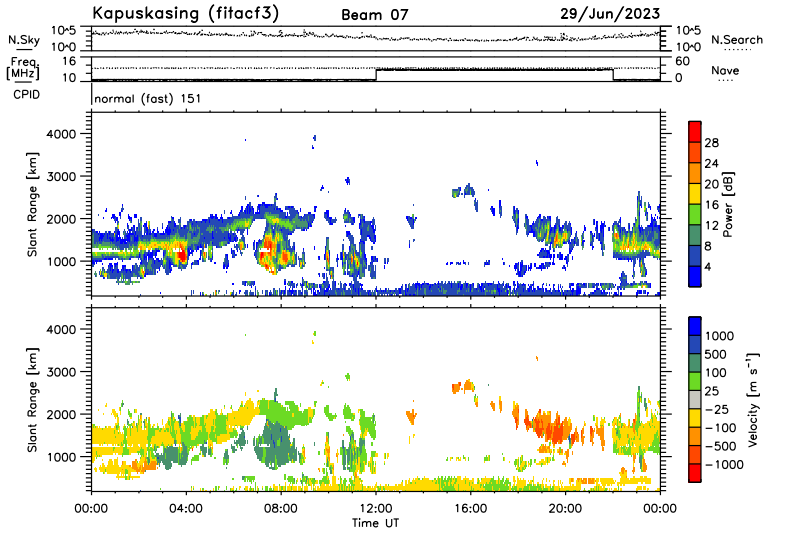 Kapuskasing (fitacf3) Beam 07 29/Jun/2023
N.Sky 10^5 10^0 10^5 10^0 N.Search
Freq. [MHz] 16 10 60 0 Nave
CPID normal (fast) 151
Slant Range [km] 4000 3000 2000 1000
28 24 20 16 12 8 4 Power [dB]
Slant Range [km] 4000 3000 2000 1000
1000 500 100 25 −25 −100 −500 −1000 Velocity [m s⁻¹]
00:00 04:00 08:00 12:00 16:00 20:00 00:00
Time UT